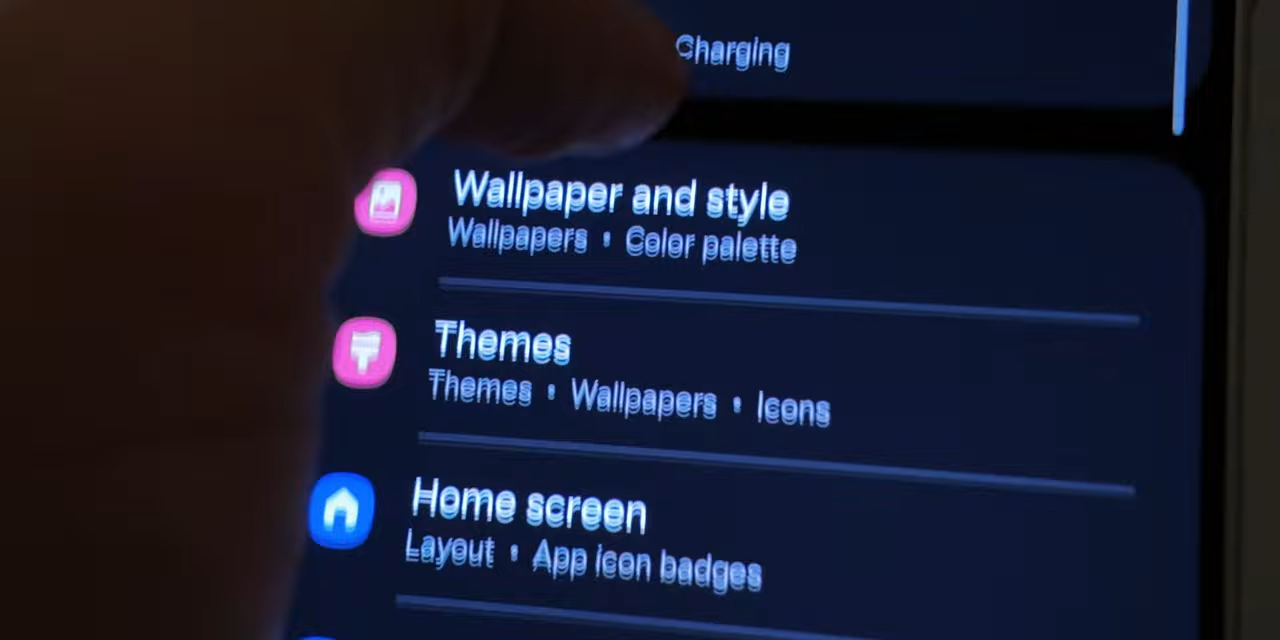 Charging
Wallpaper and style
Wallpapers • Color palette
Themes
Themes • Wallpapers • Icons
Home screen
Layout • App icon badges